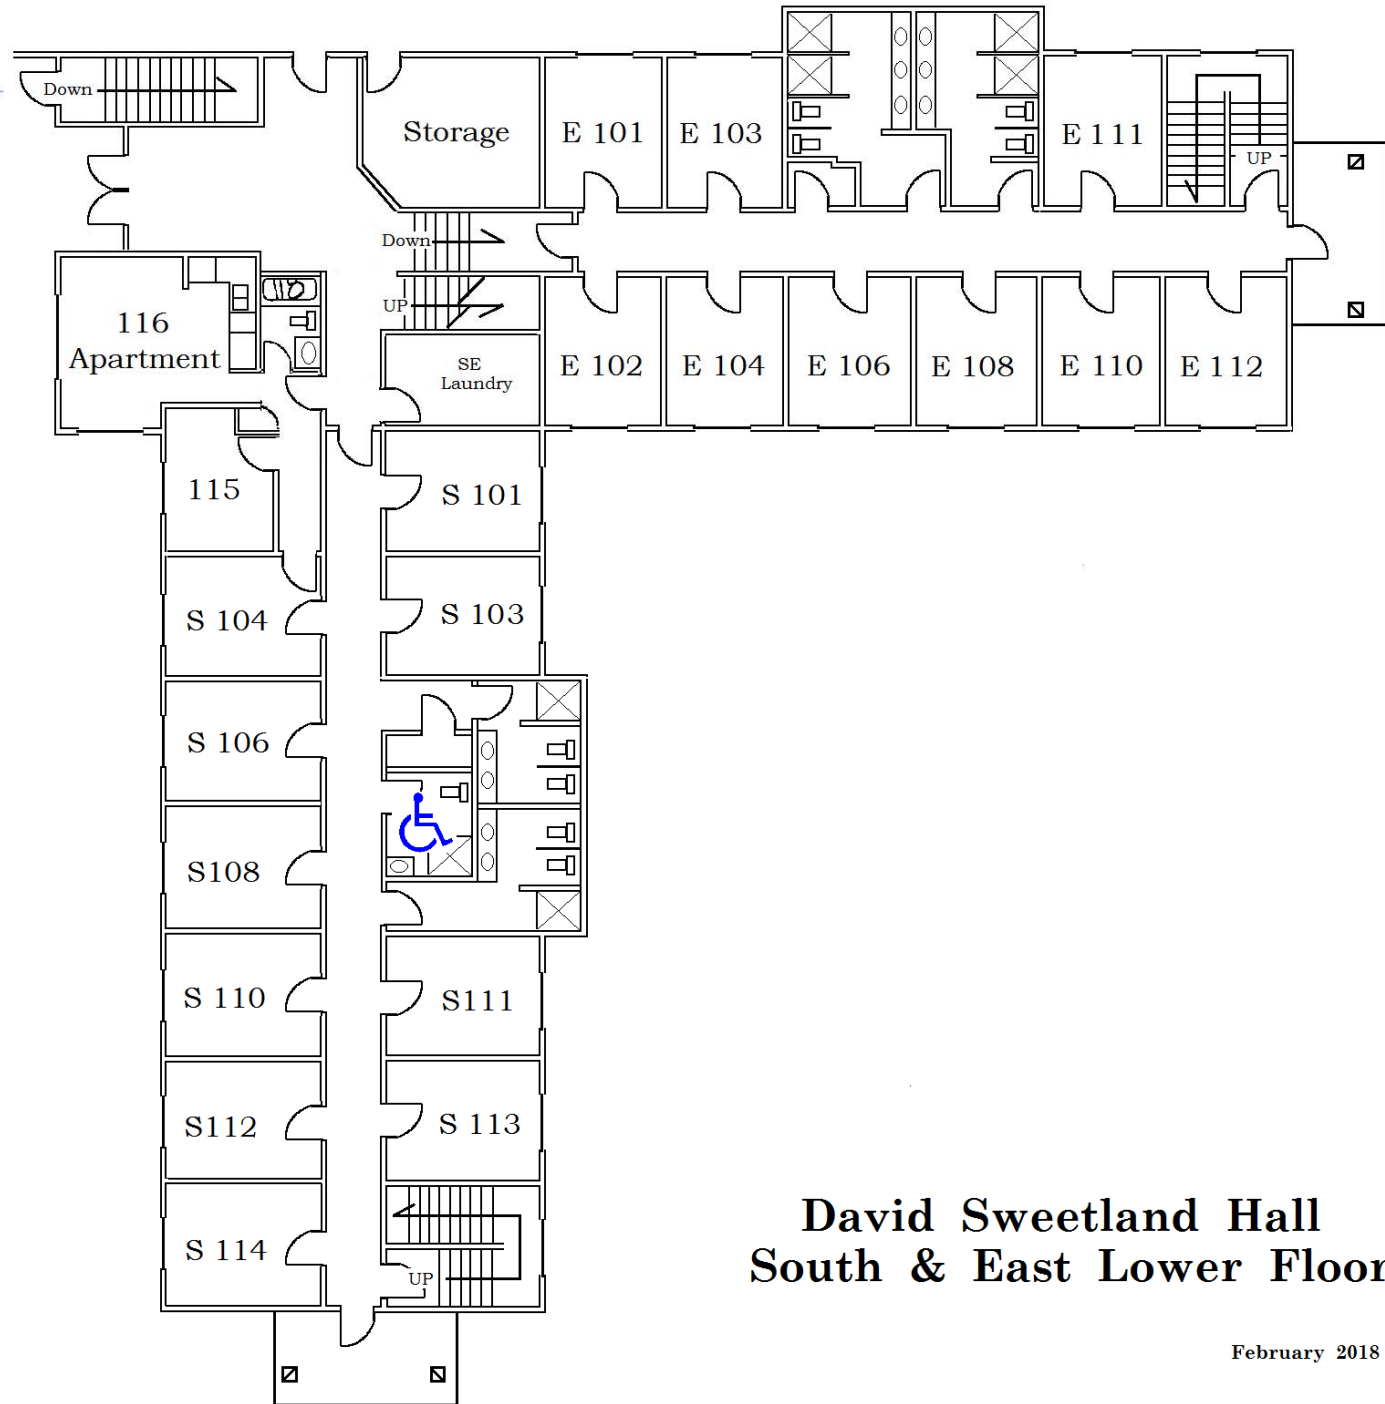 Down
Storage
E 101
E 103
E 111
UP
Down
UP
116
Apartment
SE
Laundry
E 102
E 104
E 106
E 108
E 110
E 112
115
S 101
S 104
S 103
S 106
S108
S 110
S111
S112
S 113
S 114
UP
David Sweetland Hall
South & East Lower Floor
February 2018